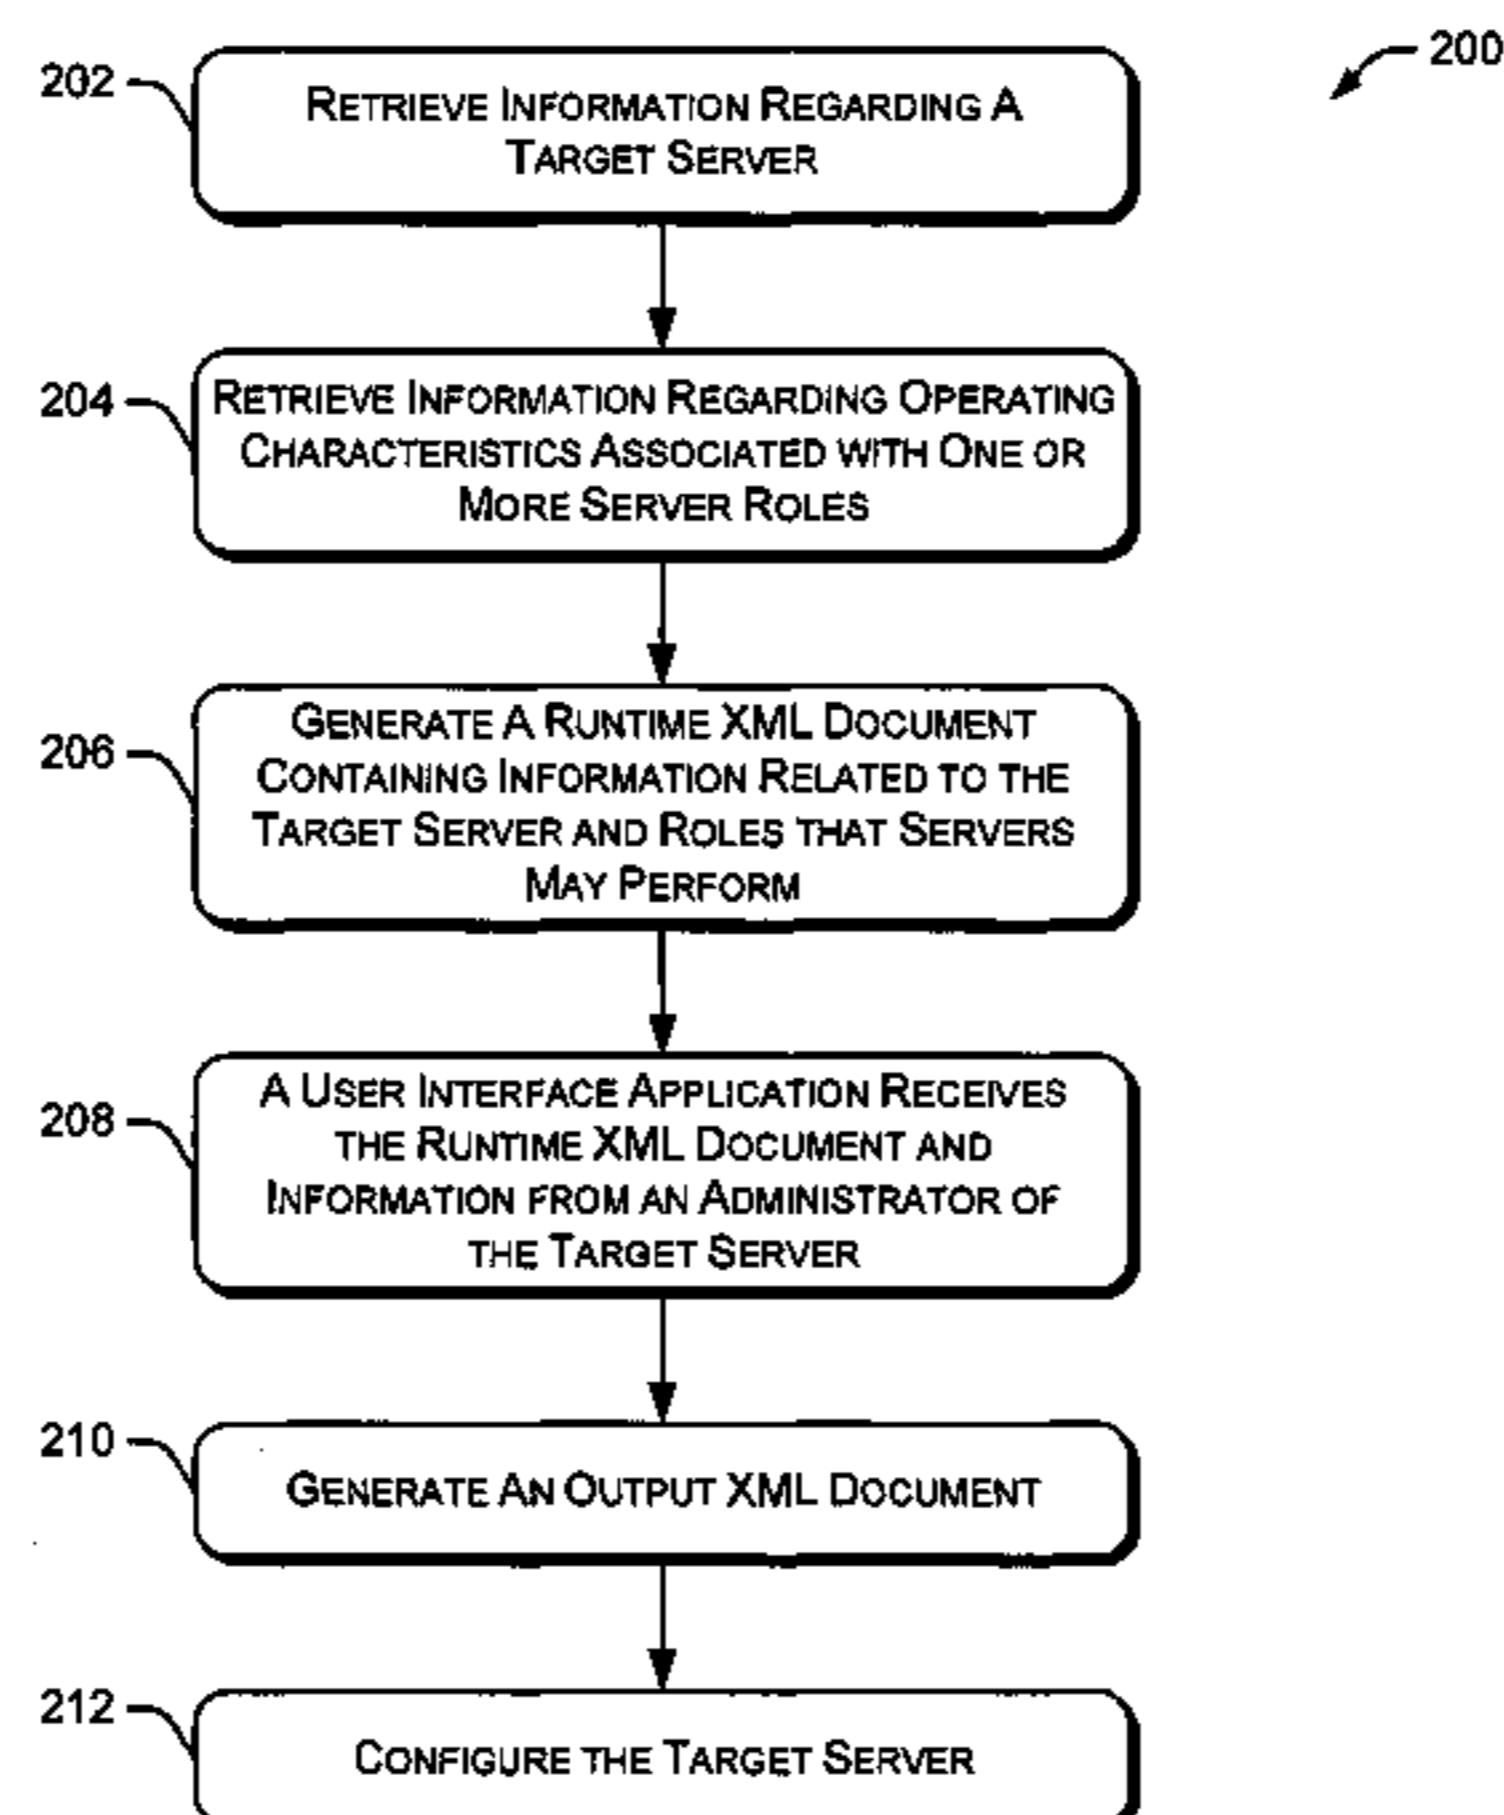 200
202
RETRIEVE INFORMATION REGARDING A
TARGET SERVER
204
RETRIEVE INFORMATION REGARDING OPERATING
CHARACTERISTICS ASSOCIATED WITH ONE OR
MORE SERVER ROLES
206
GENERATE A RUNTIME XML DOCUMENT
CONTAINING INFORMATION RELATED TO THE
TARGET SERVER AND ROLES THAT SERVERS
MAY PERFORM
208
A USER INTERFACE APPLICATION RECEIVES
THE RUNTIME XML DOCUMENT AND
INFORMATION FROM AN ADMINISTRATOR OF
THE TARGET SERVER
210
GENERATE AN OUTPUT XML DOCUMENT
212
CONFIGURE THE TARGET SERVER